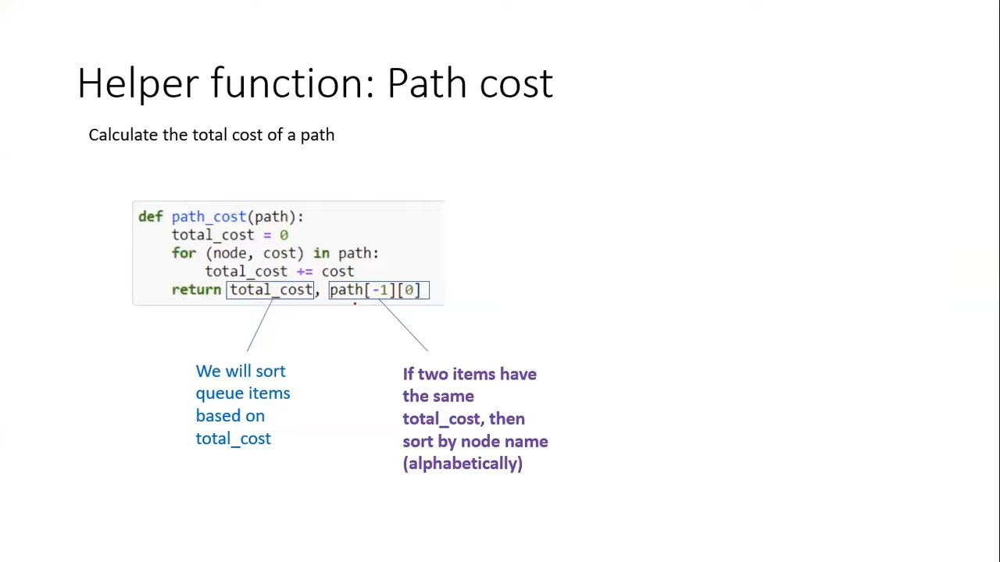 Helper function: Path cost
Calculate the total cost of a path
def path_cost(path):
    total_cost = 0
    for (node, cost) in path:
        total_cost += cost
    return total_cost, path[-1][0]
We will sort
queue items
based on
total_cost
If two items have
the same
total_cost, then
sort by node name
(alphabetically)